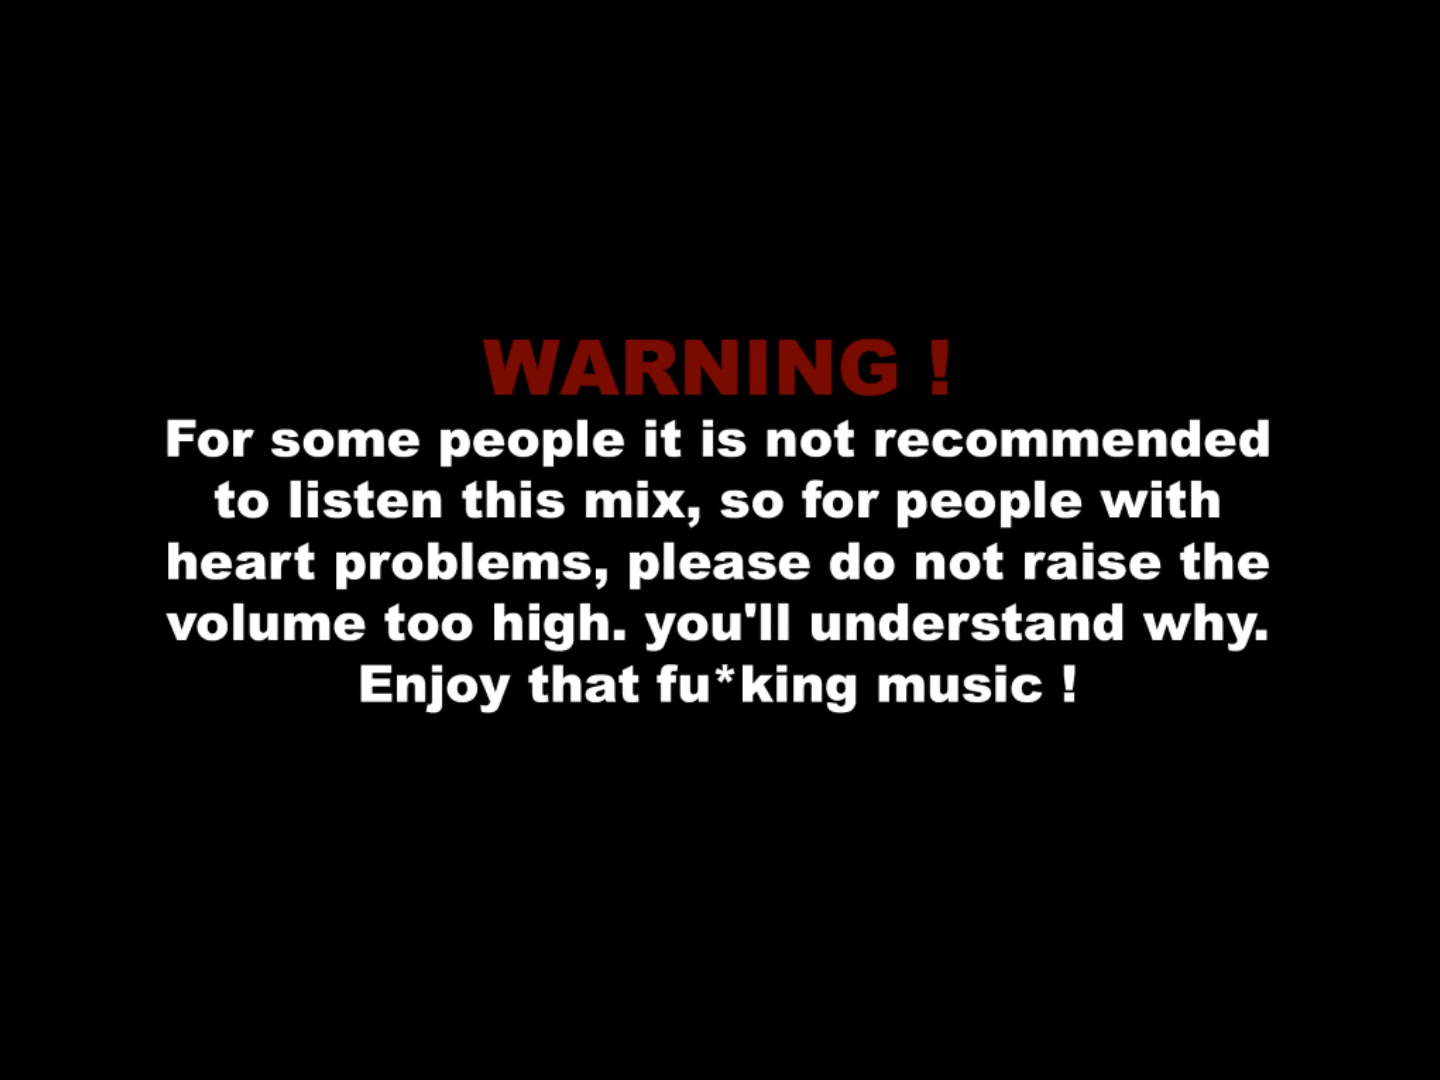 WARNING !
For some people it is not recommended
to listen this mix, so for people with
heart problems, please do not raise the
volume too high. you'll understand why.
Enjoy that fu*king music !